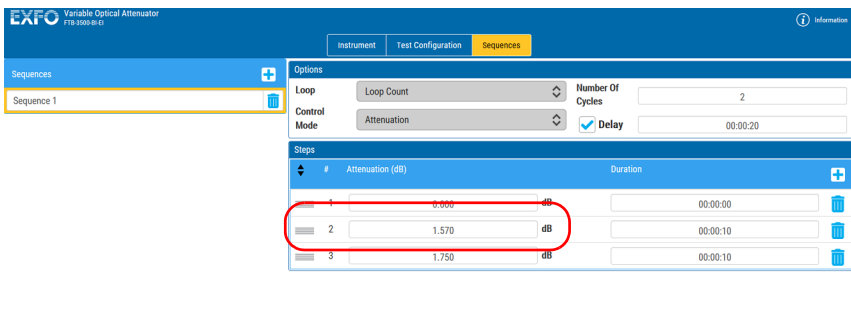 EXFO Variable Optical Attenuator
FTB-3500-BI-EI
Information
Instrument Test Configuration Sequences
Sequences
Sequence 1
Options
Loop Loop Count Number Of Cycles 2
Control Mode Attenuation Delay 00:00:20
Steps
# Attenuation (dB) Duration
1 0.000 dB 00:00:00
2 1.570 dB 00:00:10
3 1.750 dB 00:00:10